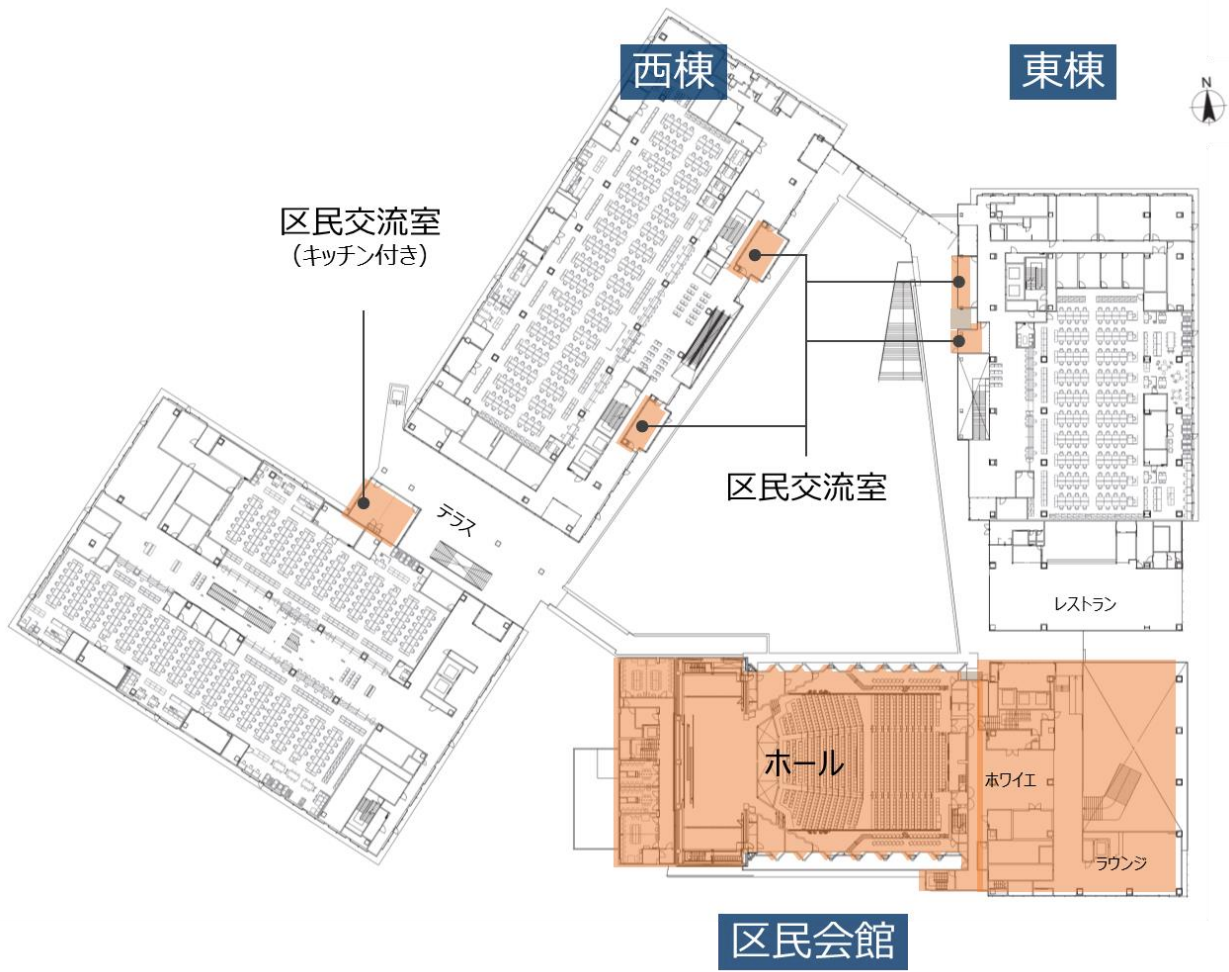 西棟
東棟
N
区民交流室
(キッチン付き)
区民交流室
テラス
レストラン
ホール
ホワイエ
ラウンジ
区民会館